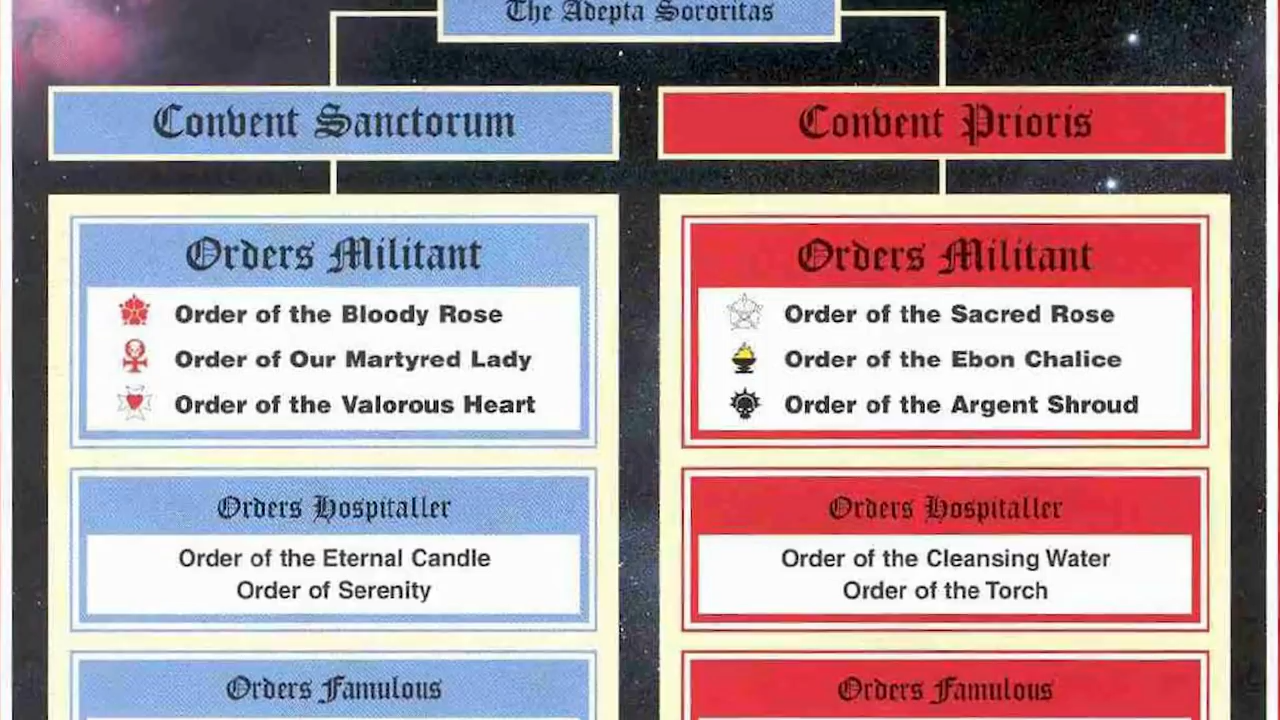 The Adepta Sororitas
Convent Sanctorum
Orders Militant
Order of the Bloody Rose
Order of Our Martyred Lady
Order of the Valorous Heart
Orders Hospitaller
Order of the Eternal Candle
Order of Serenity
Orders Famulous
Convent Prioris
Orders Militant
Order of the Sacred Rose
Order of the Ebon Chalice
Order of the Argent Shroud
Orders Hospitaller
Order of the Cleansing Water
Order of the Torch
Orders Famulous